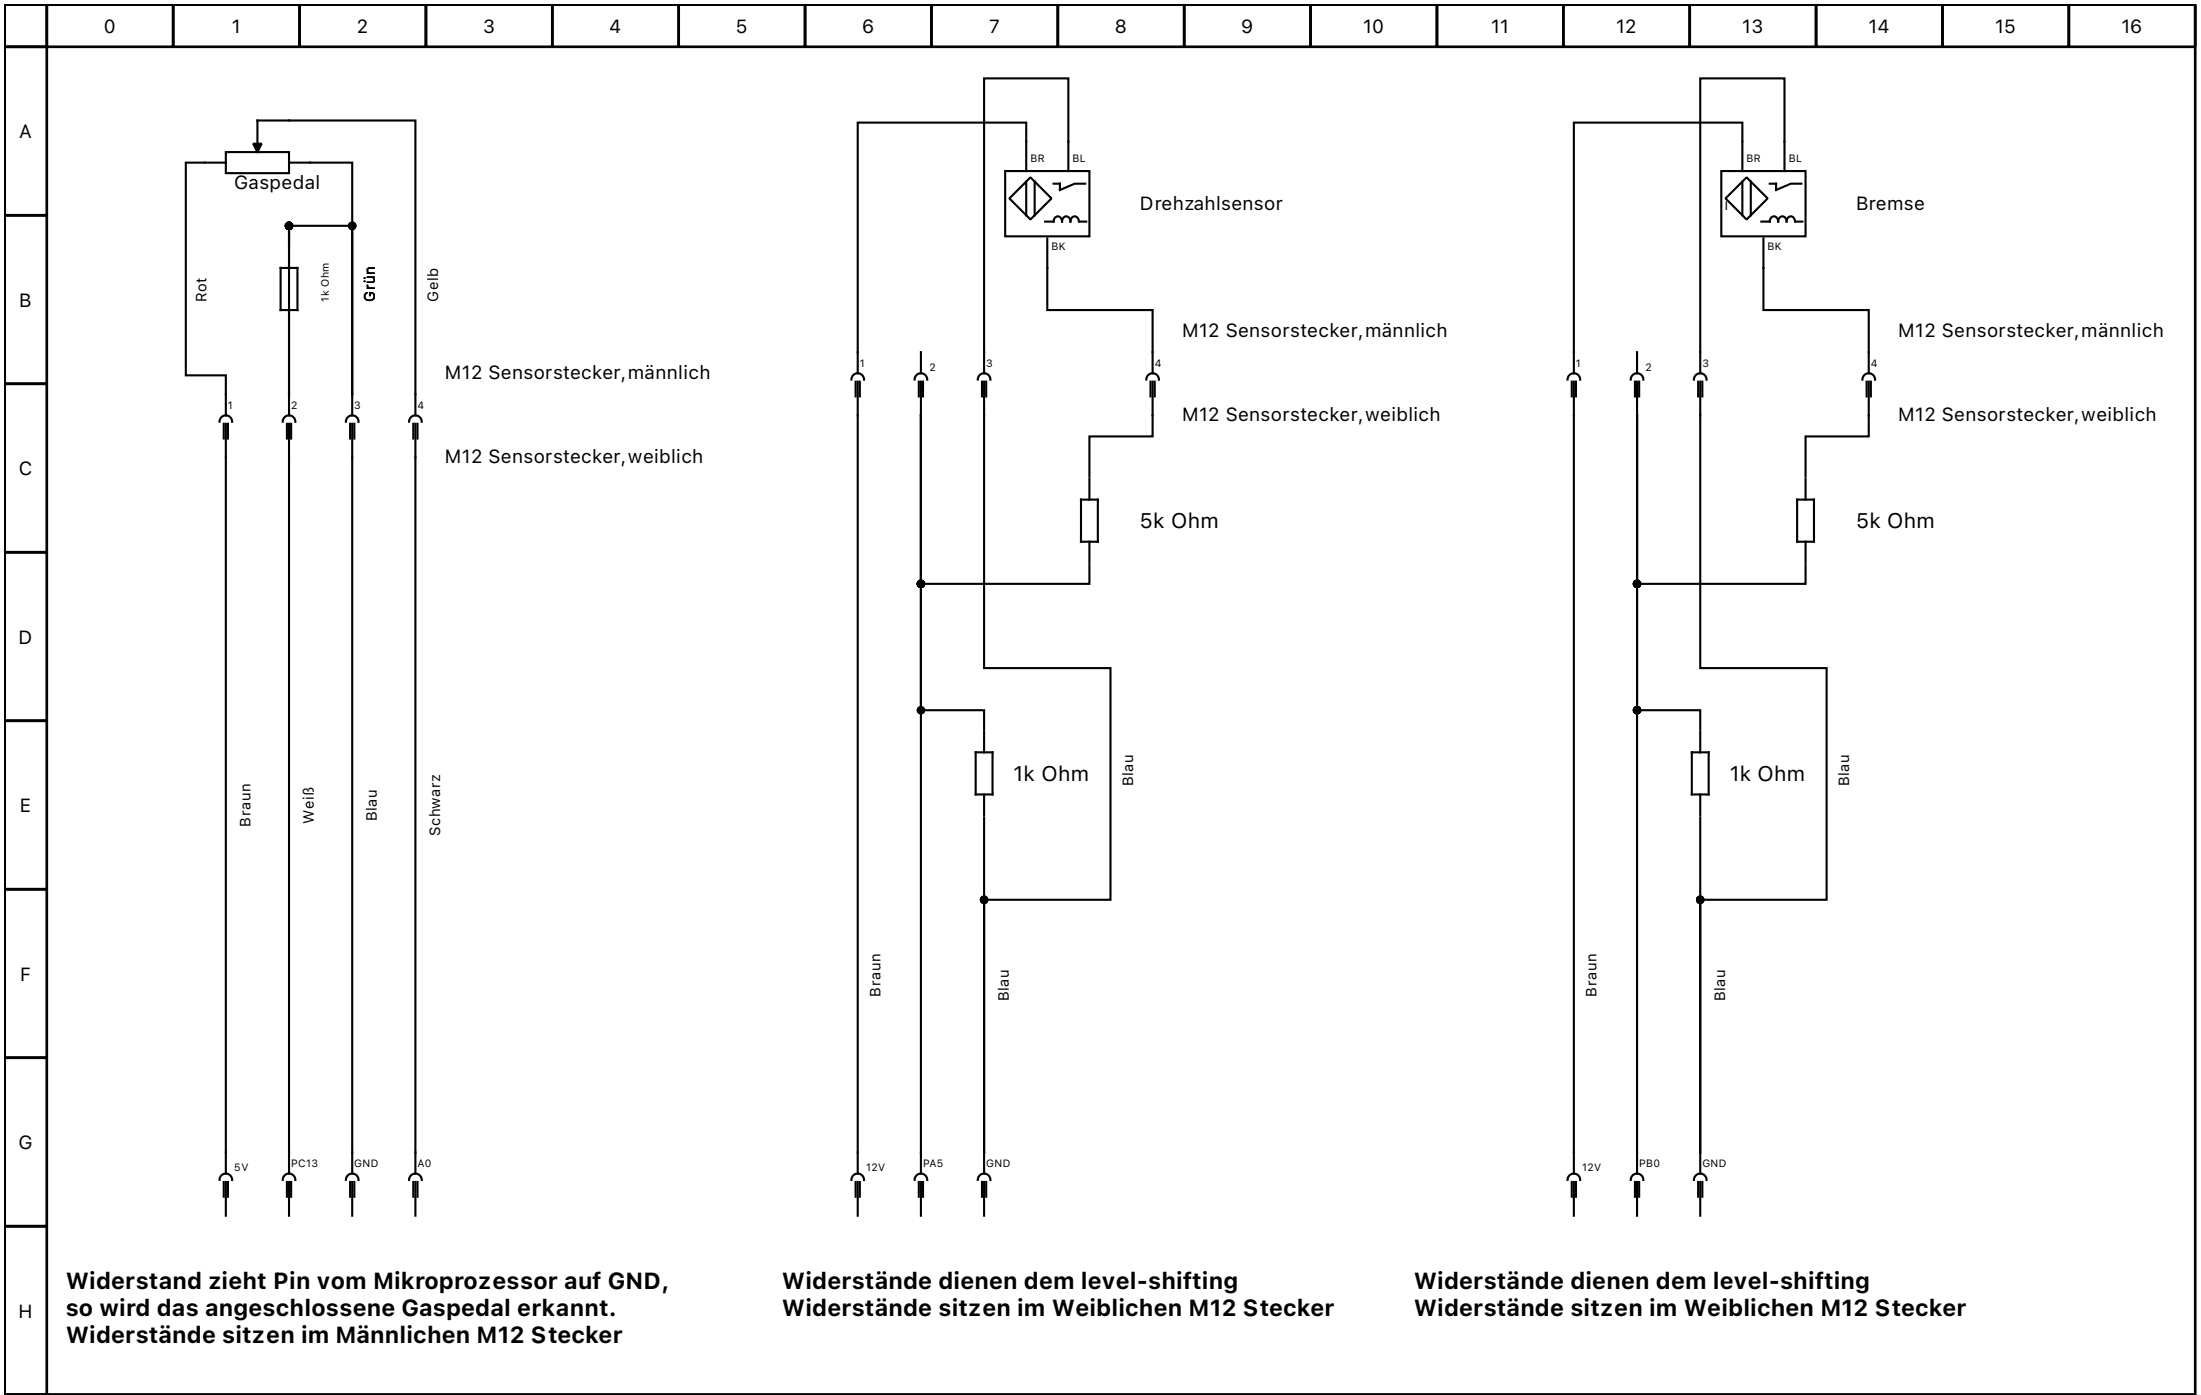 0 1 2 3 4 5 6 7 8 9 10 11 12 13 14 15 16
A
B
C
D
E
F
G
H
Gaspedal
Rot
1k Ohm
Grün
Gelb
M12 Sensorstecker,männlich
1 2 3 4
M12 Sensorstecker,weiblich
Braun
Weiß
Blau
Schwarz
5V PC13 GND A0
Widerstand zieht Pin vom Mikroprozessor auf GND,
so wird das angeschlossene Gaspedal erkannt.
Widerstände sitzen im Männlichen M12 Stecker
BR BL
Drehzahlsensor
BK
M12 Sensorstecker,männlich
1 2 3 4
M12 Sensorstecker,weiblich
5k Ohm
1k Ohm
Blau
Braun
Blau
12V PA5 GND
Widerstände dienen dem level-shifting
Widerstände sitzen im Weiblichen M12 Stecker
BR BL
Bremse
BK
M12 Sensorstecker,männlich
1 2 3 4
M12 Sensorstecker,weiblich
5k Ohm
1k Ohm
Blau
Braun
Blau
12V PB0 GND
Widerstände dienen dem level-shifting
Widerstände sitzen im Weiblichen M12 Stecker